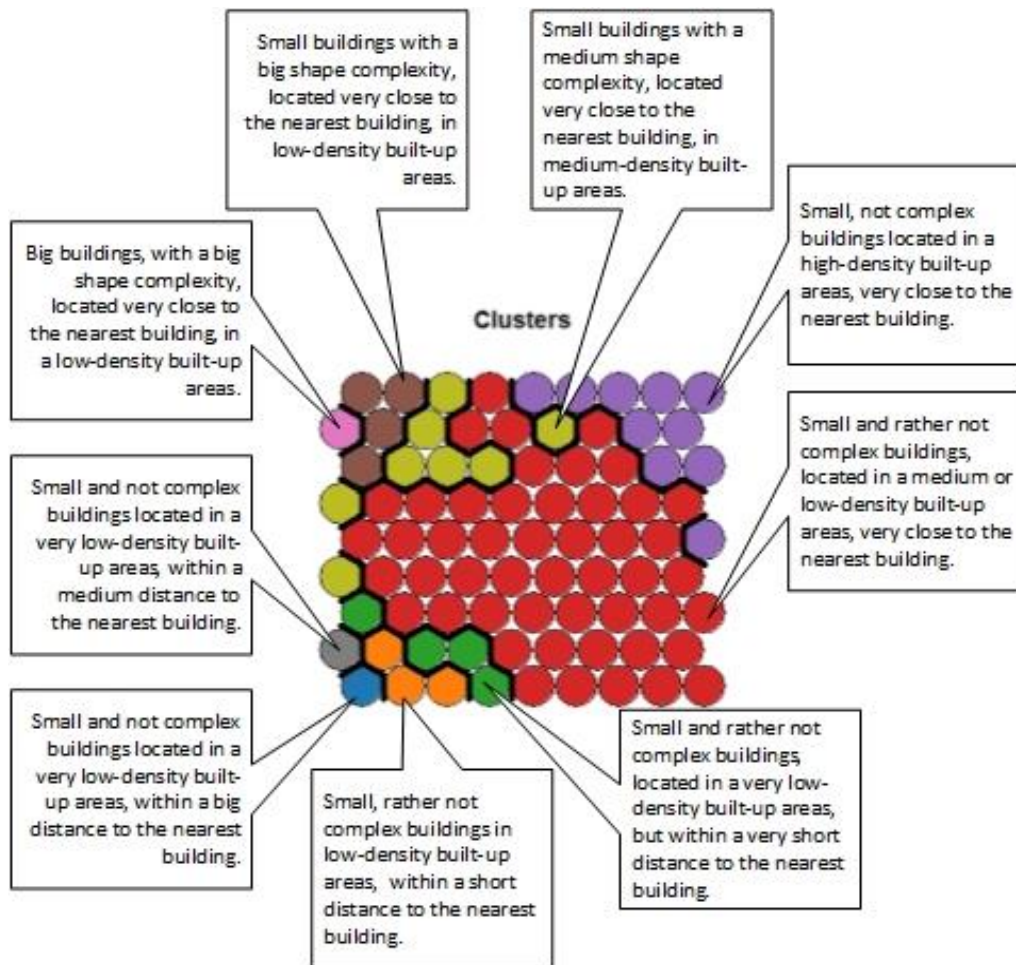 Small buildings with a
big shape complexity,
located very close to
the nearest building, in
low-density built-up
areas.
Small buildings with a
medium shape
complexity, located
very close to the
nearest building, in
medium-density built-
up areas.
Small, not complex
buildings located in a
high-density built-up
areas, very close to the
nearest building.
Big buildings, with a big
shape complexity,
located very close to
the nearest building, in
a low-density built-up
areas.
Clusters
Small and rather not
complex buildings,
located in a medium or
low-density built-up
areas, very close to the
nearest building.
Small and not complex
buildings located in a
very low-density built-
up areas, within a
medium distance to
the nearest building.
Small and not complex
buildings located in a
very low-density built-
up areas, within a big
distance to the nearest
building.
Small, rather not
complex buildings in
low-density built-up
areas, within a short
distance to the nearest
building.
Small and rather not
complex buildings,
located in a very low-
density built-up areas,
but within a very short
distance to the nearest
building.